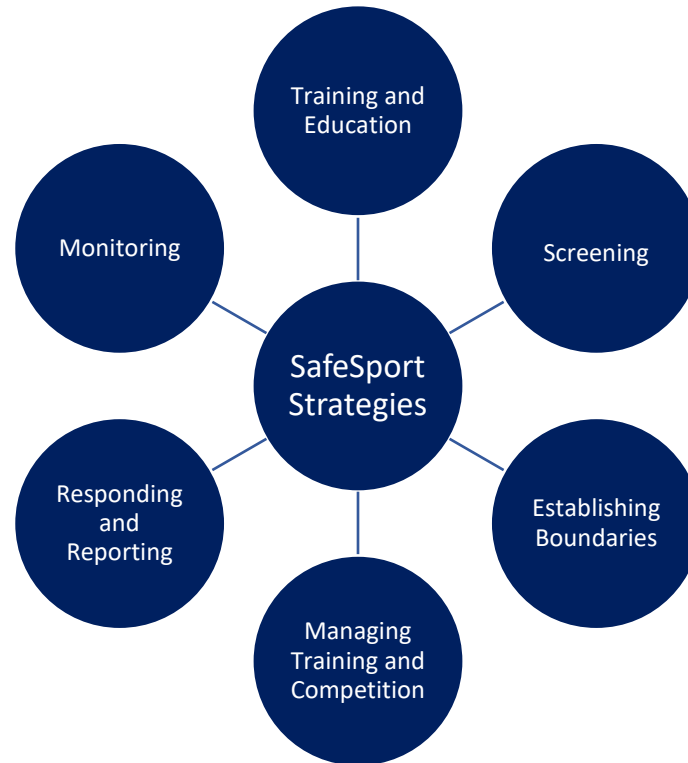 Training and
Education
Monitoring
Screening
SafeSport
Strategies
Responding
and
Reporting
Establishing
Boundaries
Managing
Training and
Competition